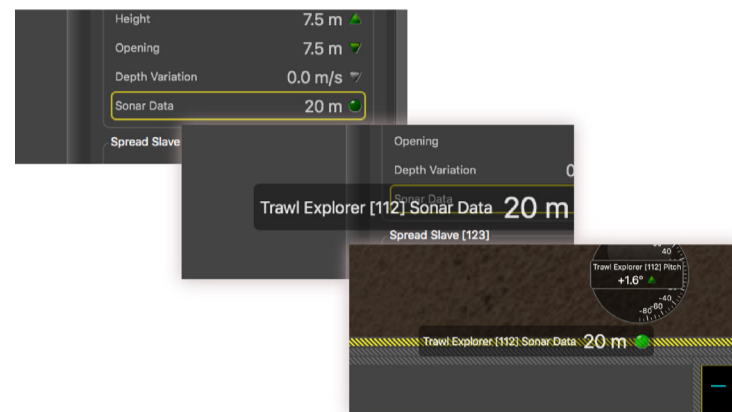 Height 7.5 m
Opening 7.5 m
Depth Variation 0.0 m/s
Sonar Data 20 m
Spread Slave
Opening
Depth Variation 0
Sonar Data
Trawl Explorer [112] Sonar Data 20 m
Spread Slave [123]
40
Trawl Explorer [112] Pitch
+1.6°
-40
-80 -60
Trawl Explorer [112] Sonar Data 20 m